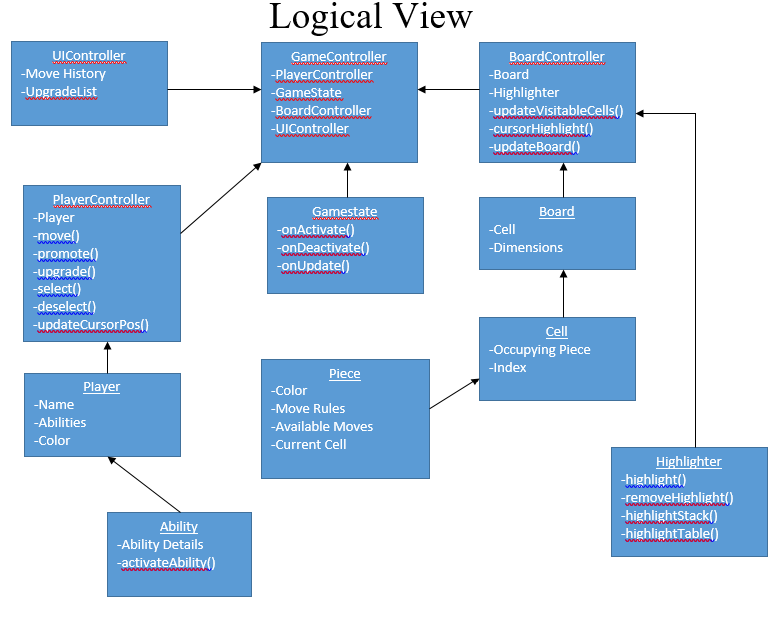 Logical View
UIController
-Move History
-UpgradeList
GameController
-PlayerController
-GameState
-BoardController
-UIController
BoardController
-Board
-Highlighter
-updateVisitableCells()
-cursorHighlight()
-updateBoard()
PlayerController
-Player
-move()
-promote()
-upgrade()
-select()
-deselect()
-updateCursorPos()
Gamestate
-onActivate()
-onDeactivate()
-onUpdate()
Board
-Cell
-Dimensions
Cell
-Occupying Piece
-Index
Piece
-Color
-Move Rules
-Available Moves
-Current Cell
Player
-Name
-Abilities
-Color
Highlighter
-highlight()
-removeHighlight()
-highlightStack()
-highlightTable()
Ability
-Ability Details
-activateAbility()